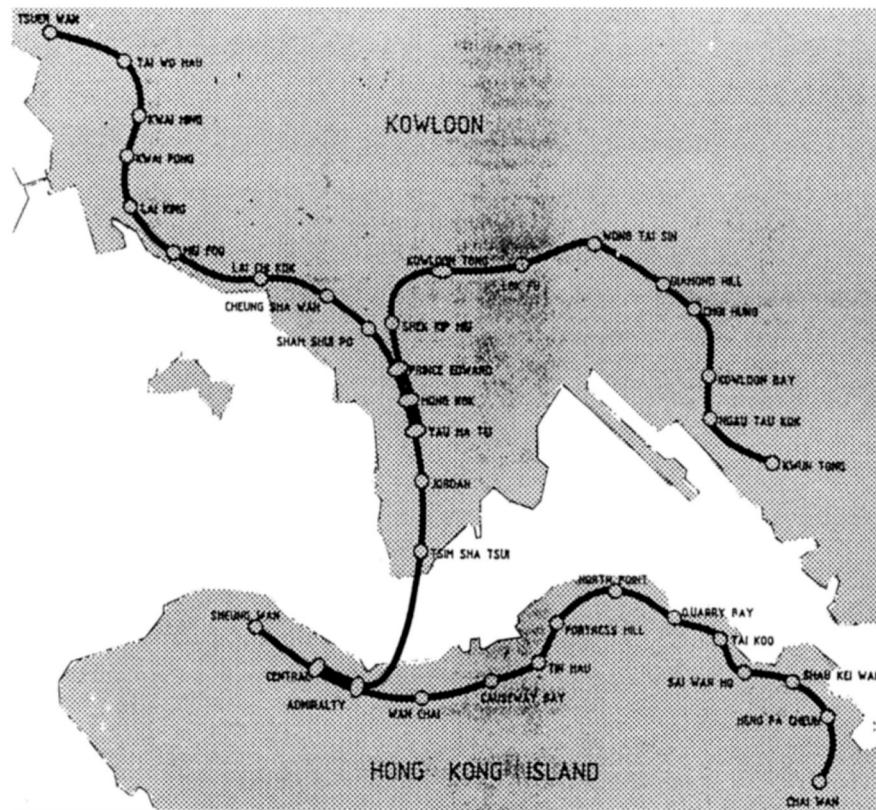 TSUEN WAN
TAI WO HAU
KOWLOON
KWAI HING
KWAI FONG
LAI KING
MEI FOO
WONG TAI SIN
KOWLOON TONG
LOK FU
LAI CHI KOK
DIAMOND HILL
CHEUNG SHA WAN
CHOI HUNG
SHEK KIP MEI
SHAM SHUI PO
PRINCE EDWARD
KOWLOON BAY
MONG KOK
NGAU TAU KOK
YAU MA TEI
KWUN TONG
JORDAN
TSIM SHA TSUI
NORTH POINT
SHEUNG WAN
QUARRY BAY
FORTRESS HILL
TAI KOO
TIN HAU
CENTRAL
SAI WAN HO
SHAU KEI WAN
ADMIRALTY
WAN CHAI
CAUSEWAY BAY
HENG FA CHEUN
HONG KONG ISLAND
CHAI WAN